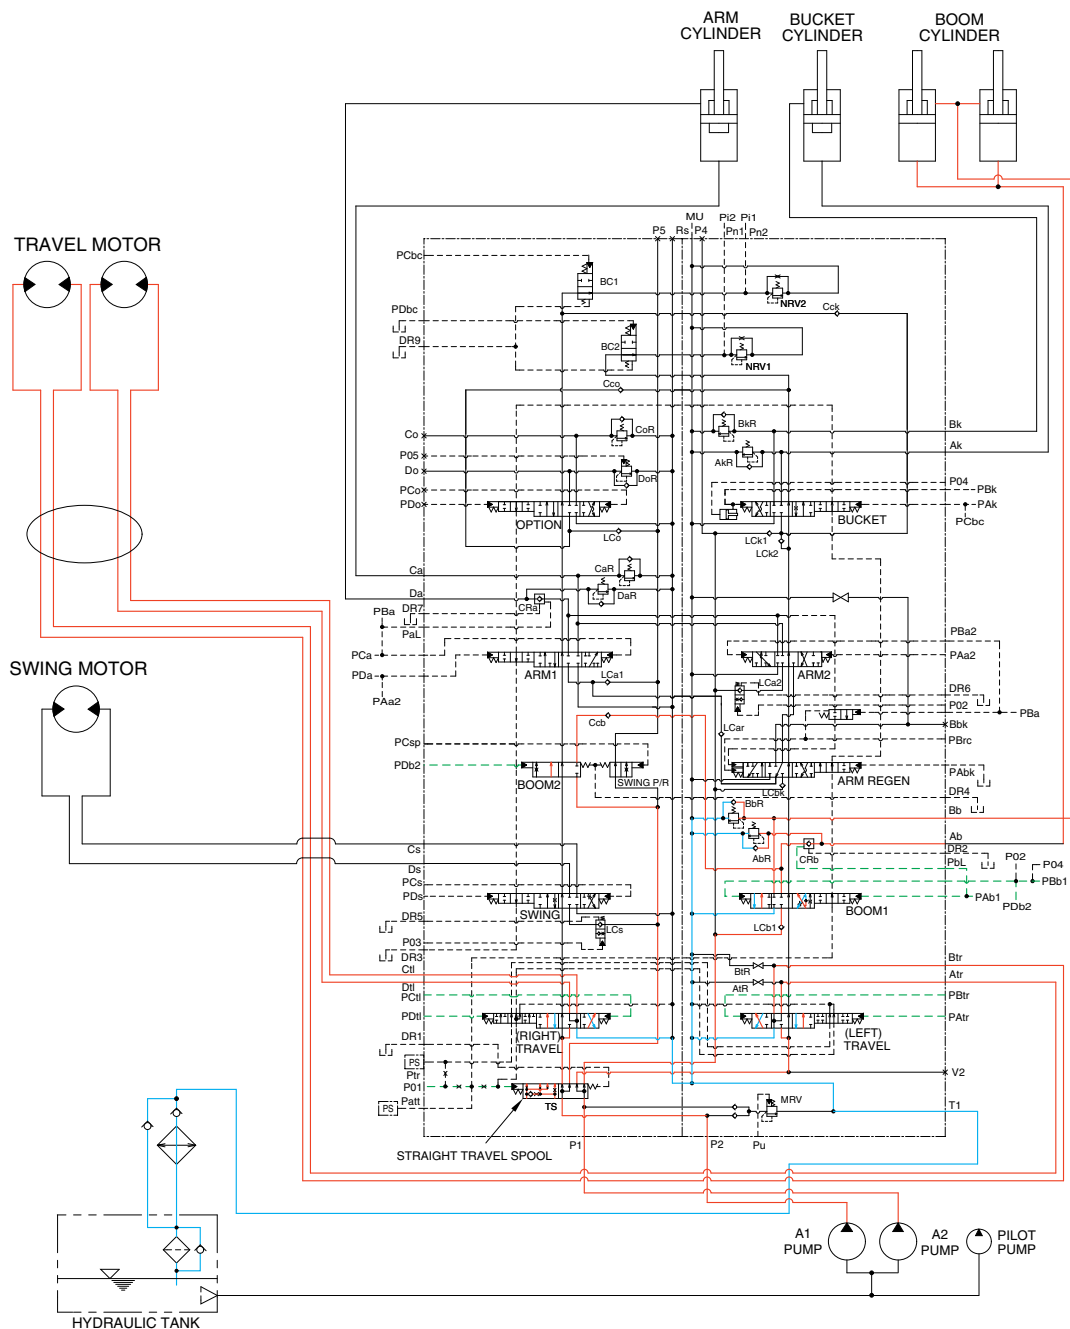 ARM
CYLINDER
BUCKET
CYLINDER
BOOM
CYLINDER
TRAVEL MOTOR
SWING MOTOR
P5
Rs
MU
P4
Pi2
Pn1
Pi1
Pn2
PCbc
BC1
NRV2
Cck
PDbc
DR9
BC2
NRV1
Cco
Co
CoR
BkR
Bk
P05
Ak
Do
DoR
AkR
PCo
P04
PBk
PDo
OPTION
BUCKET
PAk
PCbc
LCo
LCk1
LCk2
Ca
CaR
Da
DaR
CRa
PBa
DR7
PaL
PBa2
PCa
PAa2
PDa
ARM1
ARM2
PAa2
LCa1
LCa2
DR6
P02
PBa
Ccb
LCar
Bbk
PCsp
PBrc
PDb2
BOOM2
SWING P/R
ARM REGEN
PAbk
LCbk
DR4
BbR
Bb
AbR
Ab
CRb
DR2
P02
P04
Cs
PbL
Ds
PCs
PBb1
PDs
PAb1
SWING
BOOM1
PDb2
DR5
LCs
LCb1
P03
DR3
Btr
Ctl
BtR
Atr
Dtl
AtR
PCtl
PBtr
PDtl
PAtr
(RIGHT)
TRAVEL
(LEFT)
TRAVEL
DR1
PS
Ptr
V2
P01
Patt
PS
TS
MRV
T1
STRAIGHT TRAVEL SPOOL
P1
P2
Pu
A1
PUMP
A2
PUMP
PILOT
PUMP
HYDRAULIC TANK